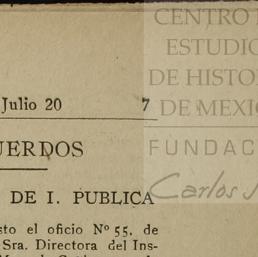 CENTRO
ESTUDIO
DE HISTO
DE MEXI
FUNDAC
Carlos
Julio 20 7
UERDOS
DE I. PUBLICA
sto el oficio Nº 55, de
Sra. Directora del Ins-